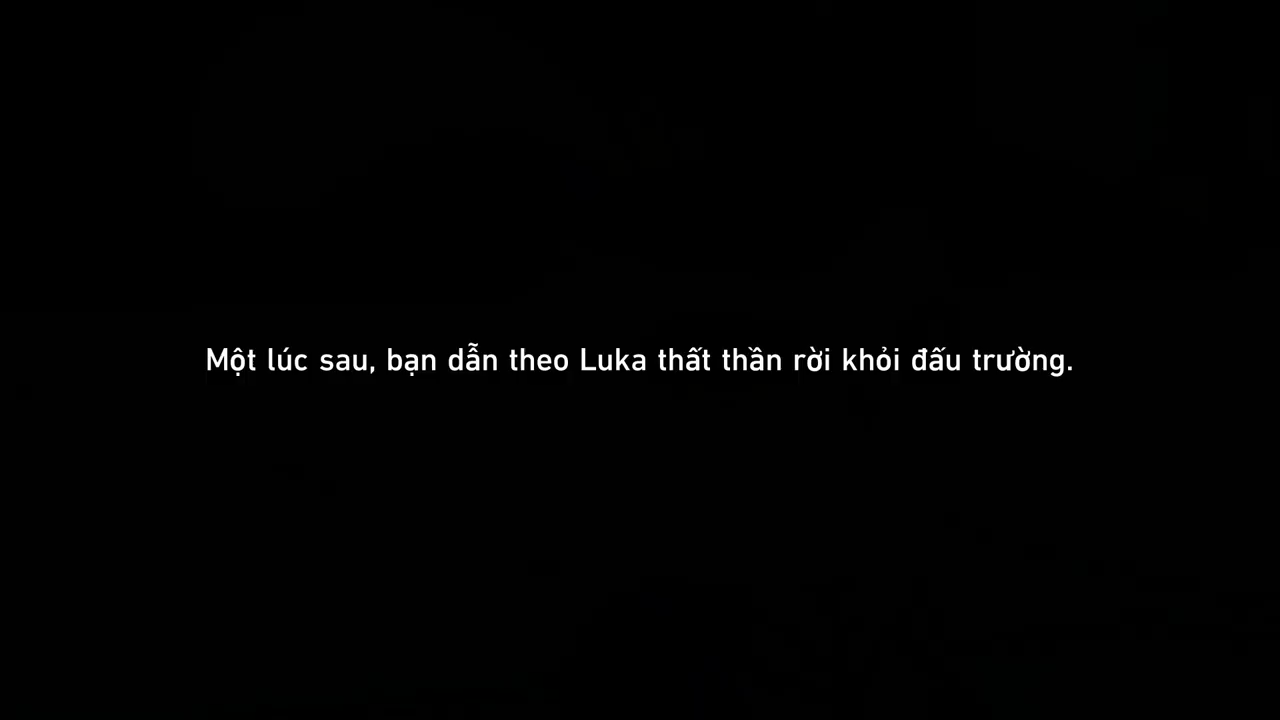 Một lúc sau, bạn dẫn theo Luka thất thần rời khỏi đấu trường.